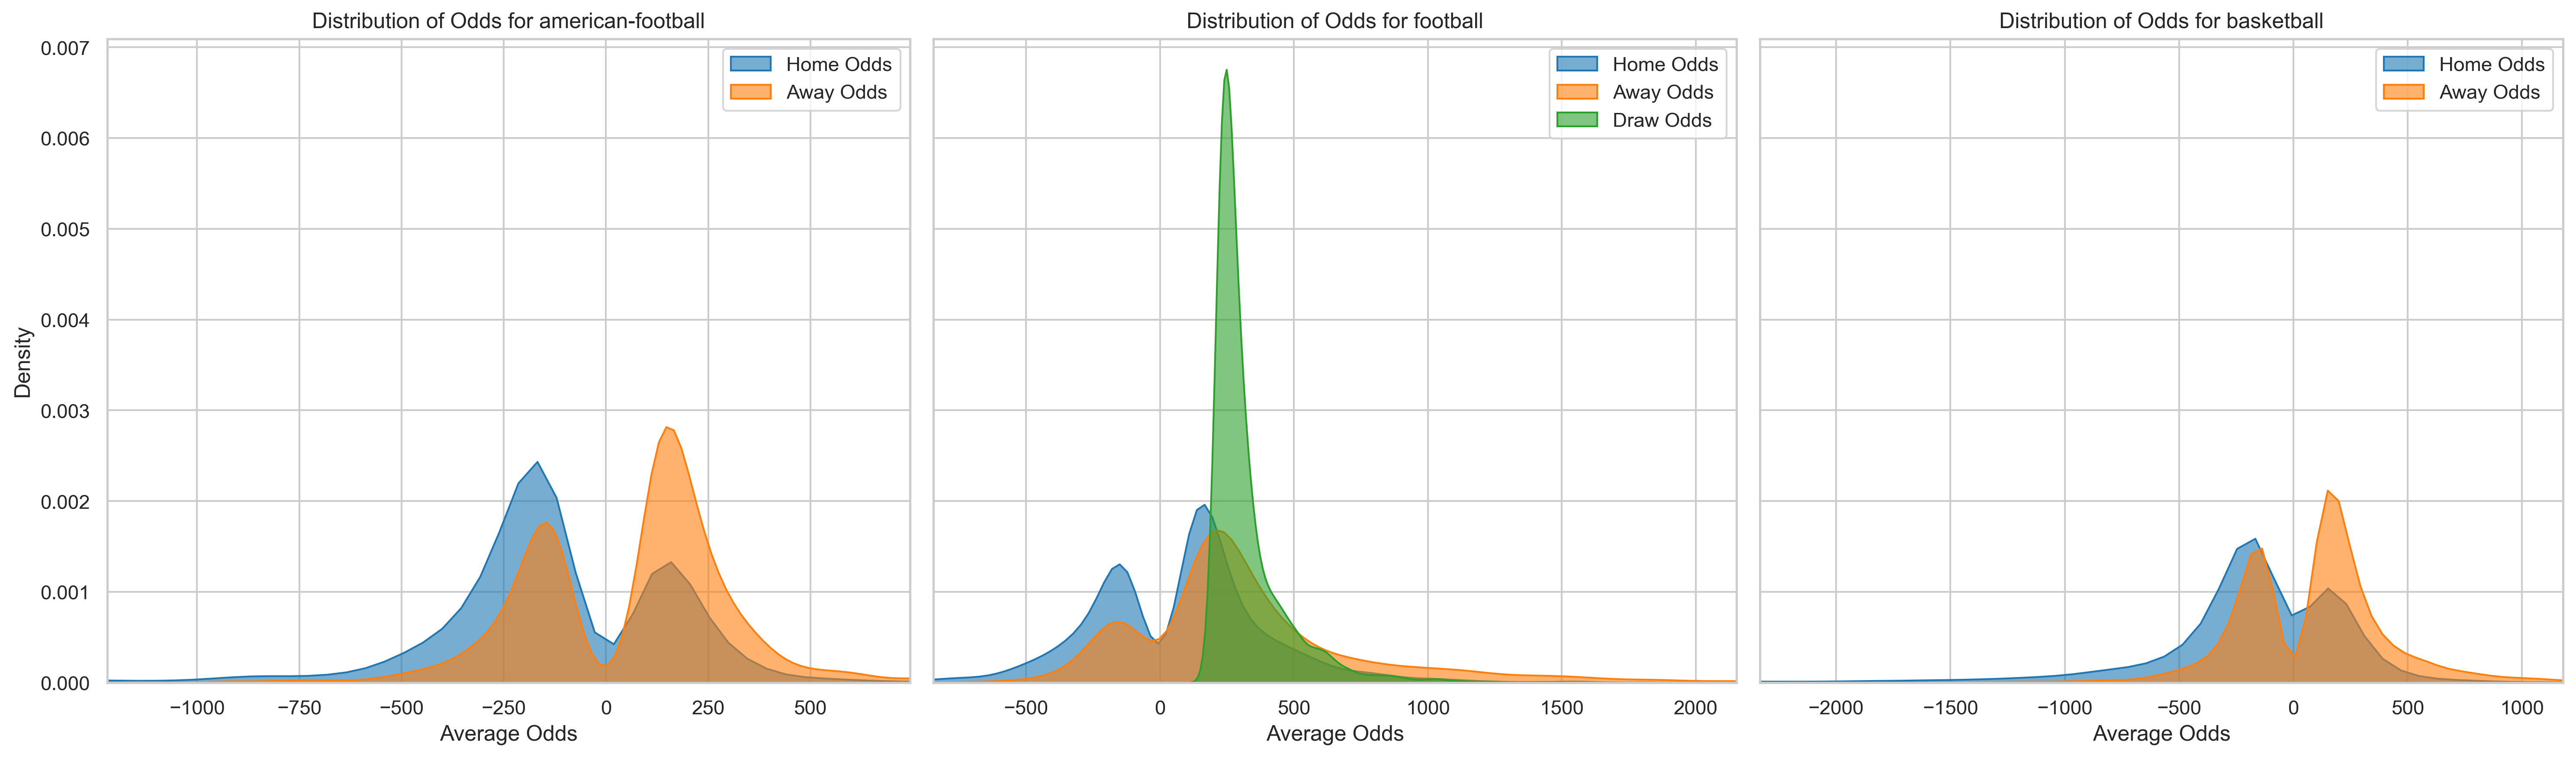 Distribution of Odds for american-football
Home Odds
Away Odds
Density
0.007
0.006
0.005
0.004
0.003
0.002
0.001
0.000
−1000 −750 −500 −250 0 250 500
Average Odds
Distribution of Odds for football
Home Odds
Away Odds
Draw Odds
−500 0 500 1000 1500 2000
Average Odds
Distribution of Odds for basketball
Home Odds
Away Odds
−2000 −1500 −1000 −500 0 500 1000
Average Odds